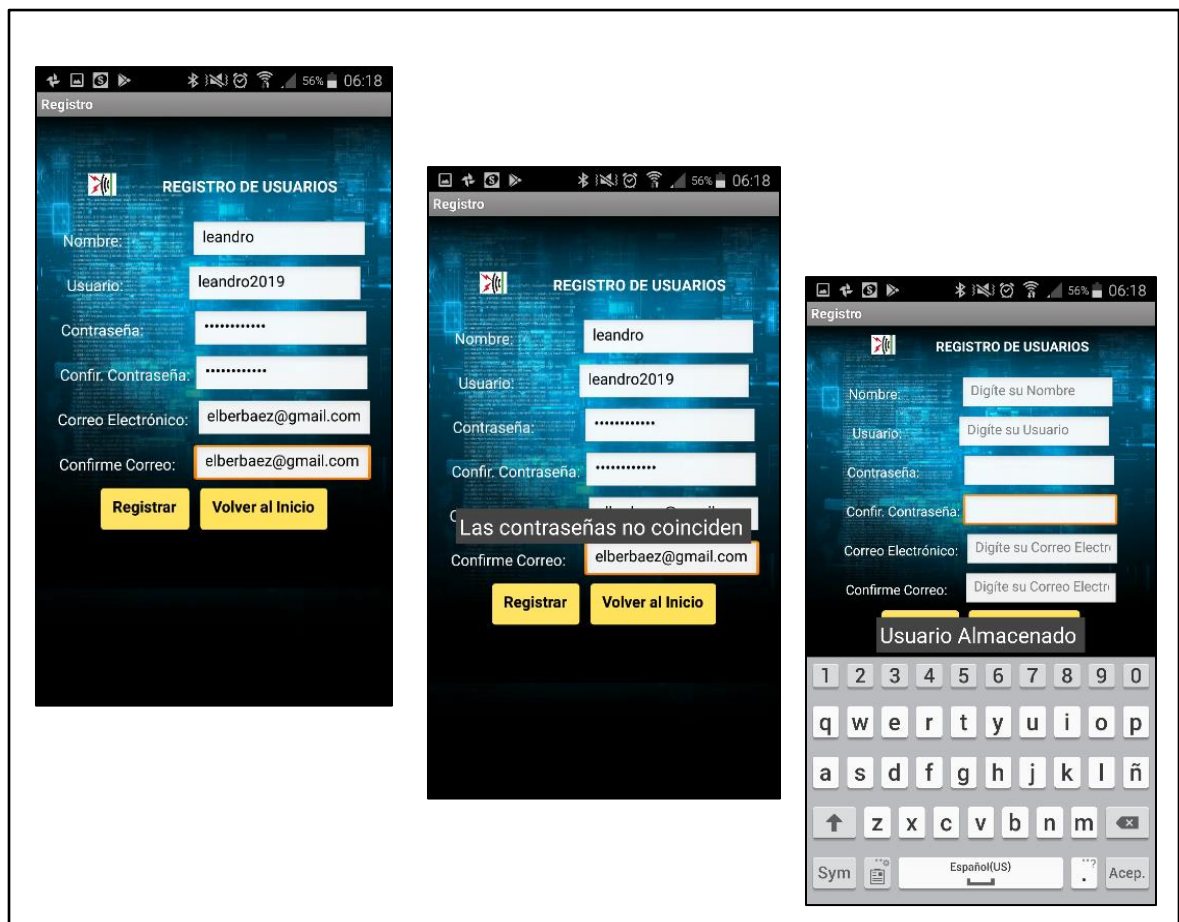 56% 06:18
Registro
REGISTRO DE USUARIOS
Nombre: leandro
Usuario: leandro2019
Contraseña: ••••••••••••
Confir. Contraseña: ••••••••••••
Correo Electrónico: elberbaez@gmail.com
Confirme Correo: elberbaez@gmail.com
Registrar Volver al Inicio
56% 06:18
Registro
REGISTRO DE USUARIOS
Nombre: leandro
Usuario: leandro2019
Contraseña: ••••••••••••
Confir. Contraseña: ••••••••••••
Las contraseñas no coinciden
Confirme Correo: elberbaez@gmail.com
Registrar Volver al Inicio
56% 06:18
Registro
REGISTRO DE USUARIOS
Nombre: Digíte su Nombre
Usuario: Digíte su Usuario
Contraseña:
Confir. Contraseña:
Correo Electrónico: Digíte su Correo Electr
Confirme Correo: Digíte su Correo Electr
Usuario Almacenado
1 2 3 4 5 6 7 8 9 0
q w e r t y u i o p
a s d f g h j k l ñ
z x c v b n m
Sym Español(US) . Acep.